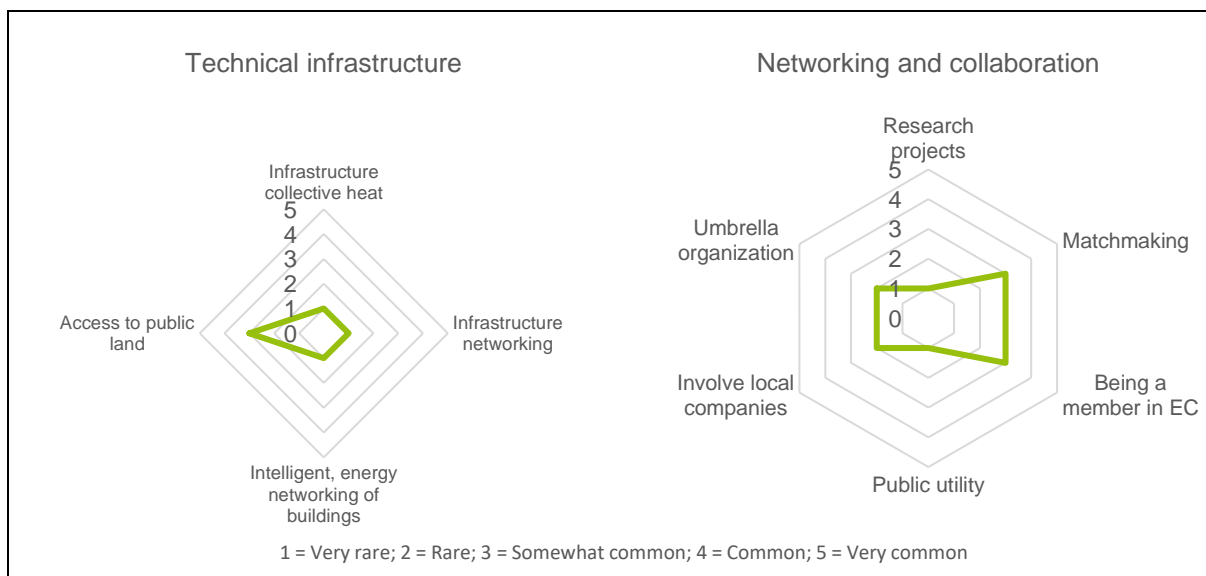 Technical infrastructure
Infrastructure
collective heat
5
4
3
2
1
0
Access to public
land
Infrastructure
networking
Intelligent, energy
networking of
buildings
Networking and collaboration
Research
projects
5
4
3
2
1
0
Umbrella
organization
Matchmaking
Involve local
companies
Being a
member in EC
Public utility
1 = Very rare; 2 = Rare; 3 = Somewhat common; 4 = Common; 5 = Very common